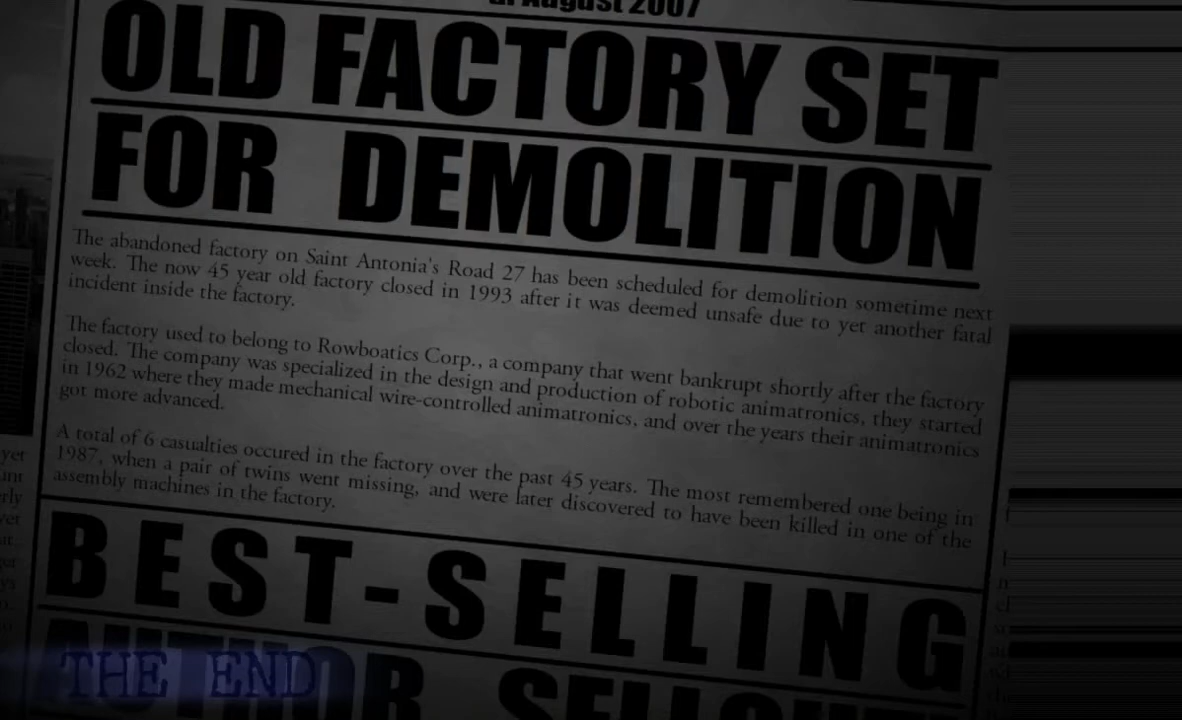 in August 2007
OLD FACTORY SET
FOR DEMOLITION
The abandoned factory on Saint Antonia's Road 27 has been scheduled for demolition sometime next
week. The now 45 year old factory closed in 1993 after it was deemed unsafe due to yet another fatal
incident inside the factory.
The factory used to belong to Rowboatics Corp., a company that went bankrupt shortly after the factory
closed. The company was specialized in the design and production of robotic animatronics, they started
in 1962 where they made mechanical wire-controlled animatronics, and over the years their animatronics
got more advanced.
A total of 6 casualties occured in the factory over the past 45 years. The most remembered one being in
1987, when a pair of twins went missing, and were later discovered to have been killed in one of the
assembly machines in the factory.
BEST-SELLING
AUTHOR
THE END